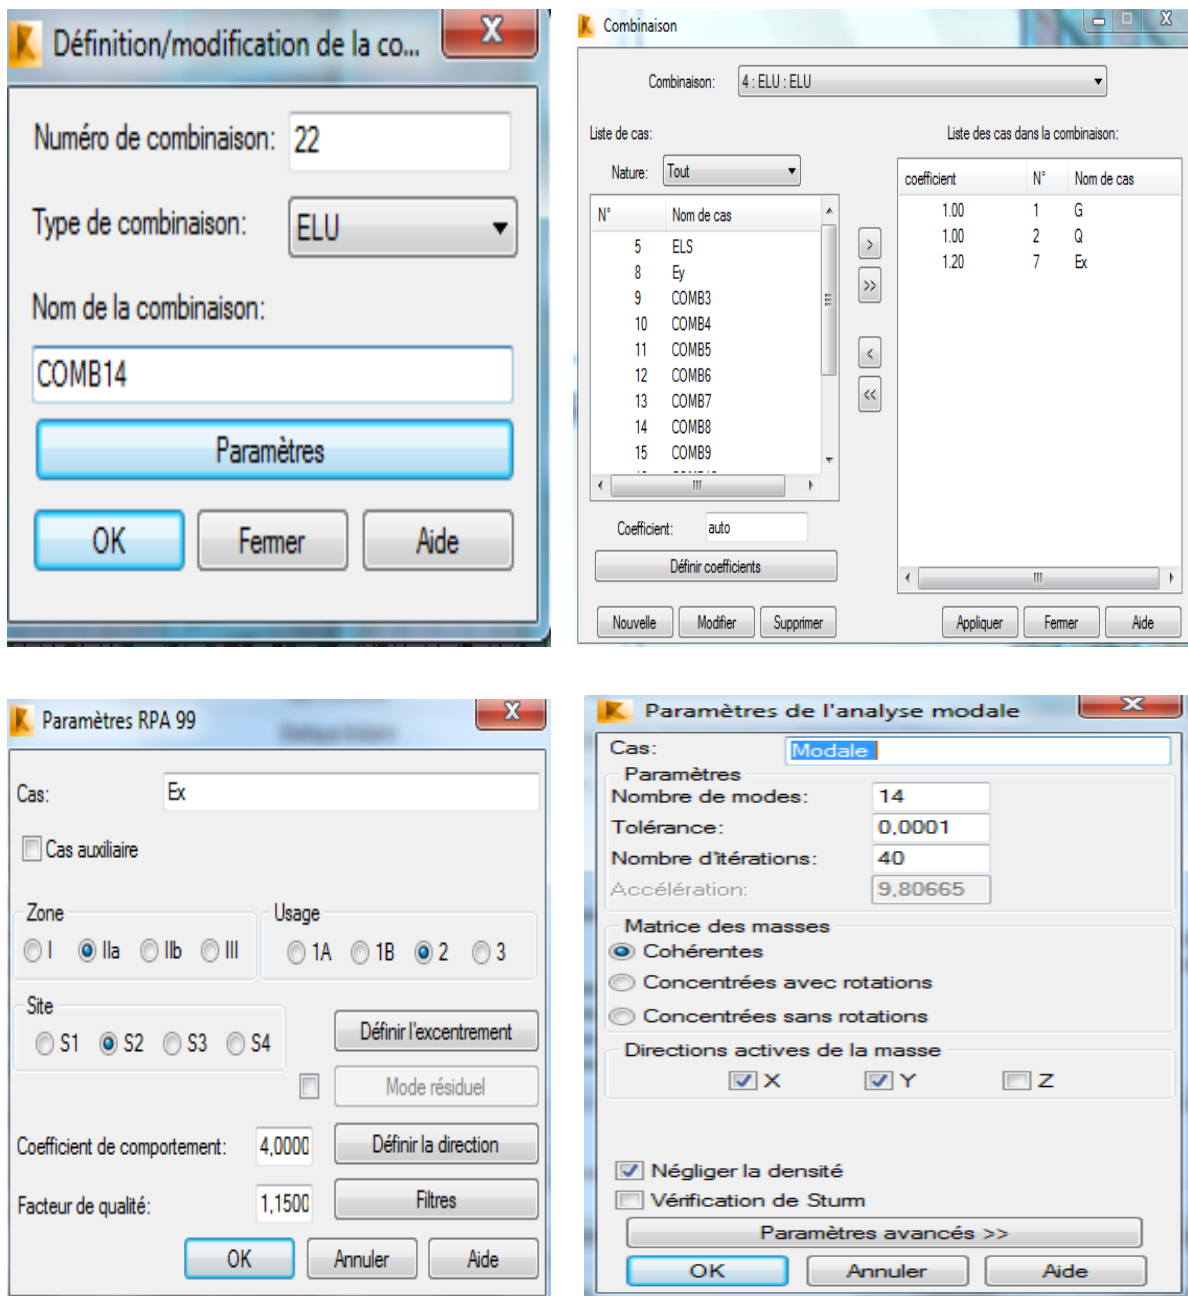 Définition/modification de la co...
Numéro de combinaison: 22
Type de combinaison: ELU
Nom de la combinaison:
COMB14
Paramètres
OK Fermer Aide
Combinaison
Combinaison: 4 : ELU : ELU
Liste de cas: Liste des cas dans la combinaison:
Nature: Tout
N° Nom de cas
5 ELS
8 Ey
9 COMB3
10 COMB4
11 COMB5
12 COMB6
13 COMB7
14 COMB8
15 COMB9
coefficient N° Nom de cas
1.00 1 G
1.00 2 Q
1.20 7 Ex
>
>>
<
<<
Coefficient: auto
Définir coefficients
Nouvelle Modifier Supprimer Appliquer Fermer Aide
Paramètres RPA 99
Cas: Ex
Cas auxiliaire
Zone Usage
I IIa IIb III 1A 1B 2 3
Site
S1 S2 S3 S4
Définir l'excentrement
Mode résiduel
Coefficient de comportement: 4,0000 Définir la direction
Facteur de qualité: 1,1500 Filtres
OK Annuler Aide
Paramètres de l'analyse modale
Cas: Modale
Paramètres
Nombre de modes: 14
Tolérance: 0,0001
Nombre d'itérations: 40
Accélération: 9,80665
Matrice des masses
Cohérentes
Concentrées avec rotations
Concentrées sans rotations
Directions actives de la masse
X Y Z
Négliger la densité
Vérification de Sturm
Paramètres avancés >>
OK Annuler Aide